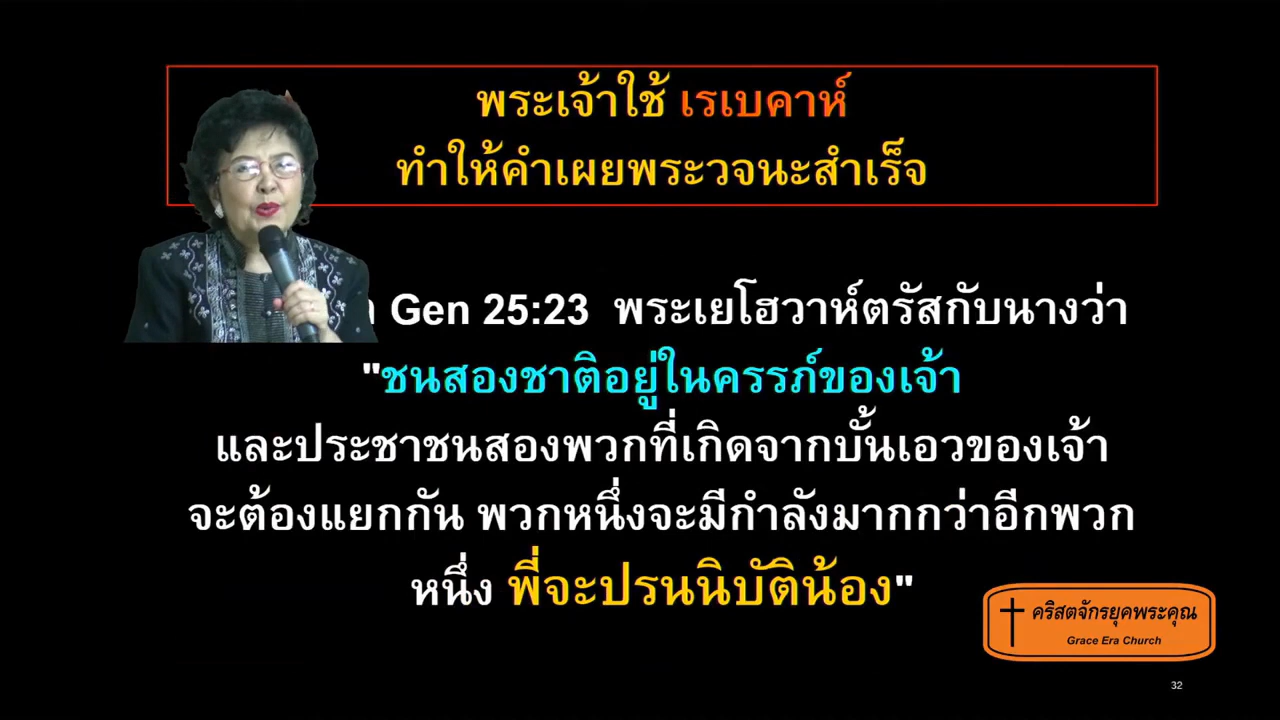 พระเจ้าใช้ เรเบคาห์
ทำให้คำเผยพระวจนะสำเร็จ
Gen 25:23 พระเยโฮวาห์ตรัสกับนางว่า
"ชนสองชาติอยู่ในครรภ์ของเจ้า
และประชาชนสองพวกที่เกิดจากบั้นเอวของเจ้า
จะต้องแยกกัน พวกหนึ่งจะมีกำลังมากกว่าอีกพวก
หนึ่ง พี่จะปรนนิบัติน้อง"
คริสตจักรยุคพระคุณ
Grace Era Church
32